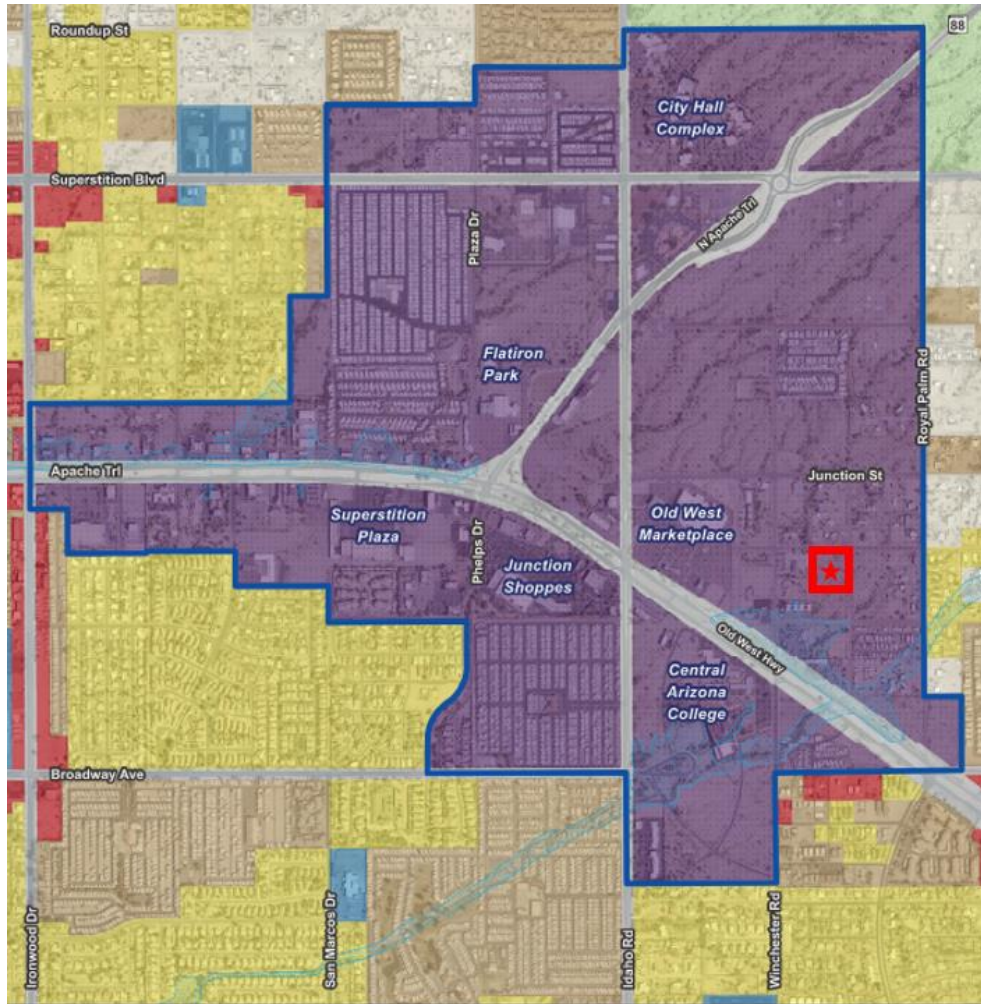 Roundup St
88
City Hall
Complex
Superstition Blvd
Plaza Dr
N Apache Trl
Flatiron
Park
Royal Palm Rd
Apache Trl
Junction St
Superstition
Plaza
Old West
Marketplace
Phelps Dr
Junction
Shoppes
Old West Hwy
Central
Arizona
College
Broadway Ave
Ironwood Dr
San Marcos Dr
Idaho Rd
Winchester Rd